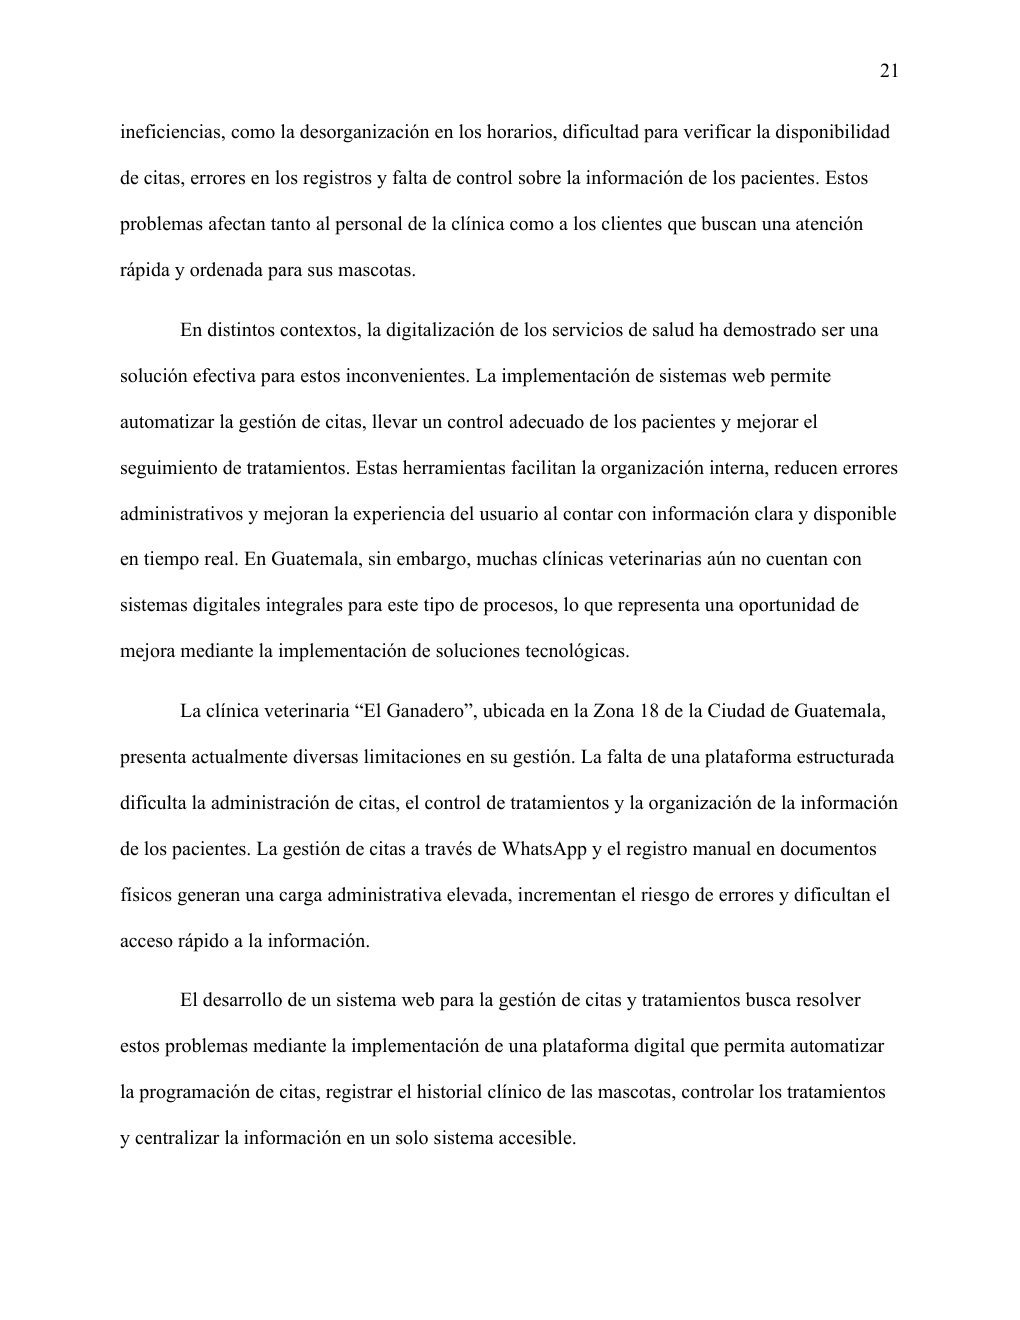 21
ineficiencias, como la desorganización en los horarios, dificultad para verificar la disponibilidad
de citas, errores en los registros y falta de control sobre la información de los pacientes. Estos
problemas afectan tanto al personal de la clínica como a los clientes que buscan una atención
rápida y ordenada para sus mascotas.
En distintos contextos, la digitalización de los servicios de salud ha demostrado ser una
solución efectiva para estos inconvenientes. La implementación de sistemas web permite
automatizar la gestión de citas, llevar un control adecuado de los pacientes y mejorar el
seguimiento de tratamientos. Estas herramientas facilitan la organización interna, reducen errores
administrativos y mejoran la experiencia del usuario al contar con información clara y disponible
en tiempo real. En Guatemala, sin embargo, muchas clínicas veterinarias aún no cuentan con
sistemas digitales integrales para este tipo de procesos, lo que representa una oportunidad de
mejora mediante la implementación de soluciones tecnológicas.
La clínica veterinaria “El Ganadero”, ubicada en la Zona 18 de la Ciudad de Guatemala,
presenta actualmente diversas limitaciones en su gestión. La falta de una plataforma estructurada
dificulta la administración de citas, el control de tratamientos y la organización de la información
de los pacientes. La gestión de citas a través de WhatsApp y el registro manual en documentos
físicos generan una carga administrativa elevada, incrementan el riesgo de errores y dificultan el
acceso rápido a la información.
El desarrollo de un sistema web para la gestión de citas y tratamientos busca resolver
estos problemas mediante la implementación de una plataforma digital que permita automatizar
la programación de citas, registrar el historial clínico de las mascotas, controlar los tratamientos
y centralizar la información en un solo sistema accesible.